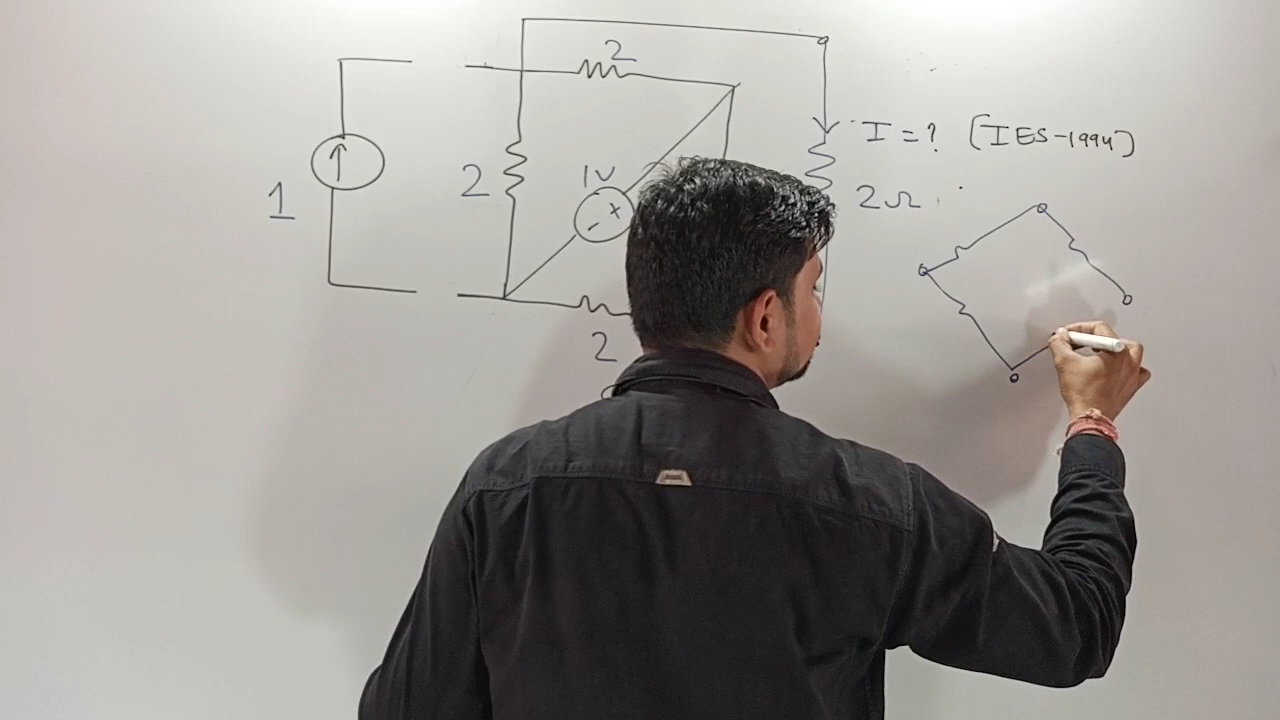 2
I = ? (IES-1994)
1V
2
2Ω
1
+
-
2